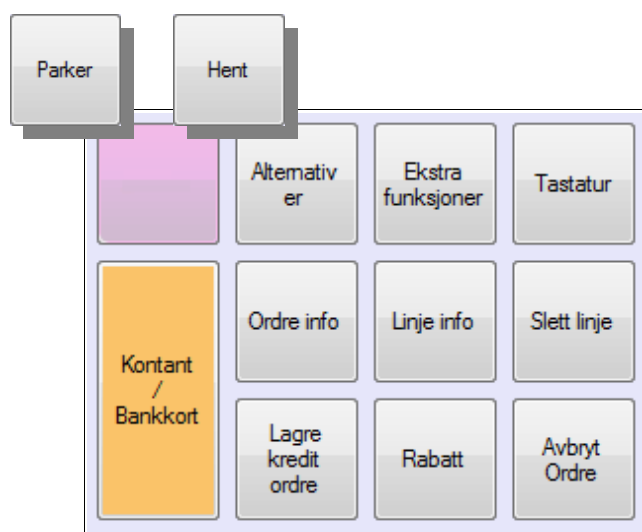 Parker
Hent
Alternativ
er
Ekstra
funksjoner
Tastatur
Kontant
/
Bankkort
Ordre info
Linje info
Slett linje
Lagre
kredit
ordre
Rabatt
Avbryt
Ordre